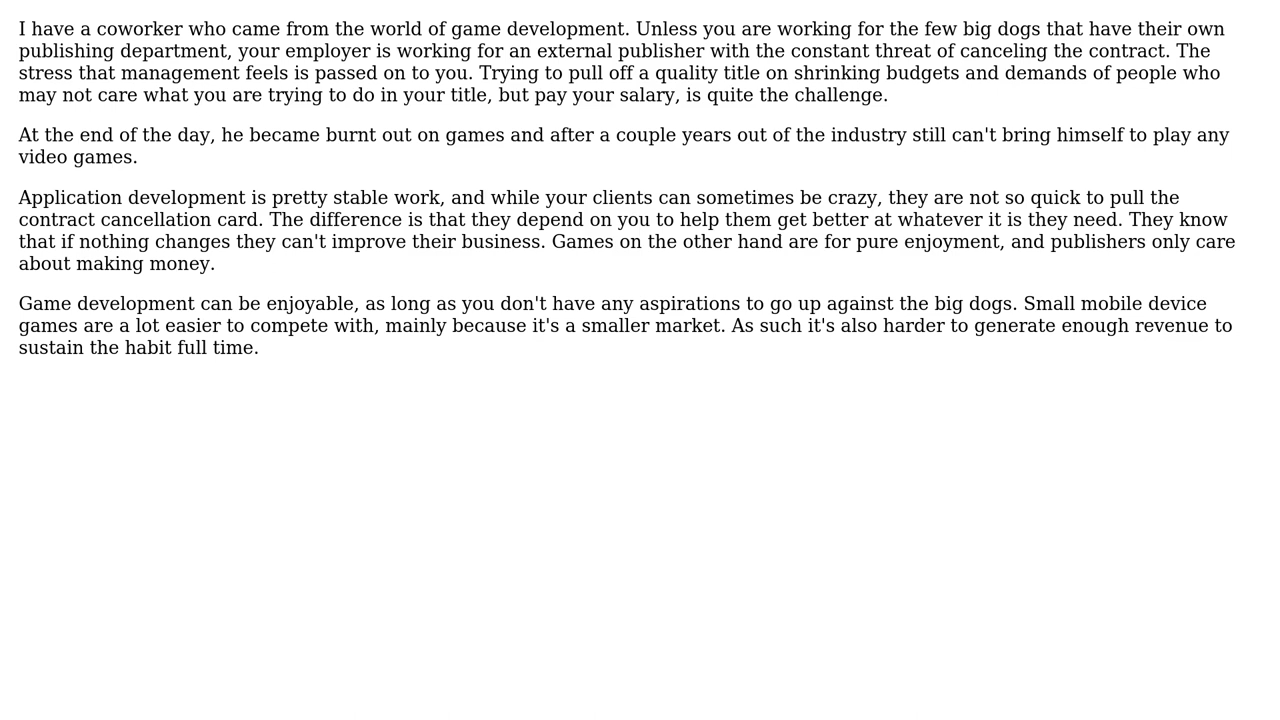 I have a coworker who came from the world of game development. Unless you are working for the few big dogs that have their own
publishing department, your employer is working for an external publisher with the constant threat of canceling the contract. The
stress that management feels is passed on to you. Trying to pull off a quality title on shrinking budgets and demands of people who
may not care what you are trying to do in your title, but pay your salary, is quite the challenge.
At the end of the day, he became burnt out on games and after a couple years out of the industry still can't bring himself to play any
video games.
Application development is pretty stable work, and while your clients can sometimes be crazy, they are not so quick to pull the
contract cancellation card. The difference is that they depend on you to help them get better at whatever it is they need. They know
that if nothing changes they can't improve their business. Games on the other hand are for pure enjoyment, and publishers only care
about making money.
Game development can be enjoyable, as long as you don't have any aspirations to go up against the big dogs. Small mobile device
games are a lot easier to compete with, mainly because it's a smaller market. As such it's also harder to generate enough revenue to
sustain the habit full time.